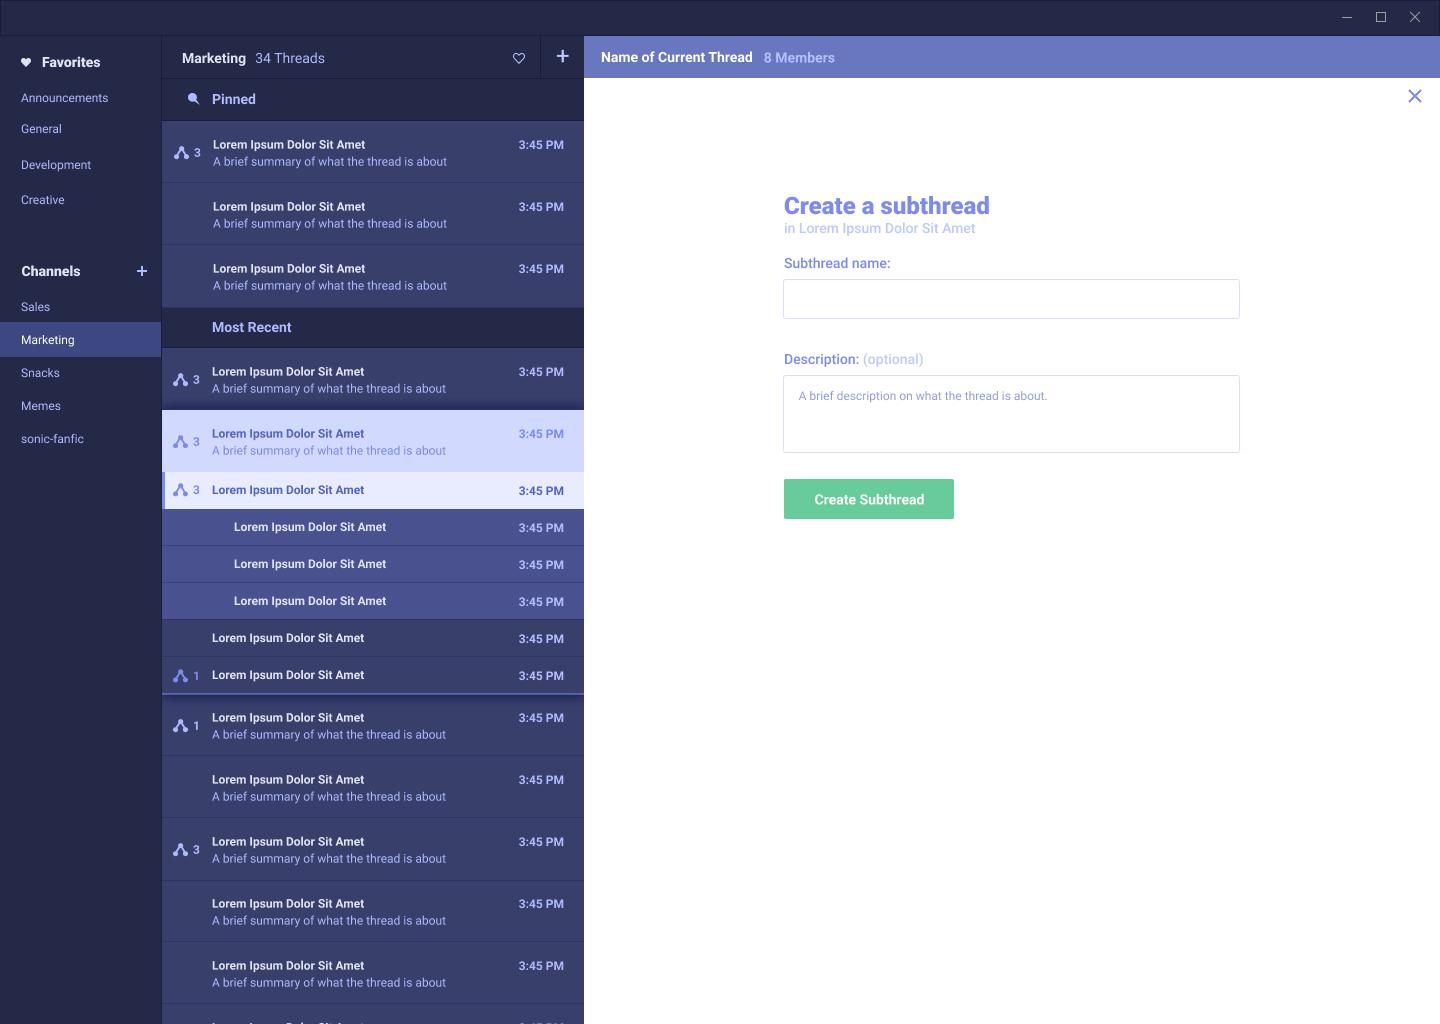 Favorites
Announcements
General
Development
Creative
Channels +
Sales
Marketing
Snacks
Memes
sonic-fanfic
Marketing 34 Threads +
Pinned
3 Lorem Ipsum Dolor Sit Amet 3:45 PM
A brief summary of what the thread is about
Lorem Ipsum Dolor Sit Amet 3:45 PM
A brief summary of what the thread is about
Lorem Ipsum Dolor Sit Amet 3:45 PM
A brief summary of what the thread is about
Most Recent
3 Lorem Ipsum Dolor Sit Amet 3:45 PM
A brief summary of what the thread is about
3 Lorem Ipsum Dolor Sit Amet 3:45 PM
A brief summary of what the thread is about
3 Lorem Ipsum Dolor Sit Amet 3:45 PM
Lorem Ipsum Dolor Sit Amet 3:45 PM
Lorem Ipsum Dolor Sit Amet 3:45 PM
Lorem Ipsum Dolor Sit Amet 3:45 PM
Lorem Ipsum Dolor Sit Amet 3:45 PM
1 Lorem Ipsum Dolor Sit Amet 3:45 PM
1 Lorem Ipsum Dolor Sit Amet 3:45 PM
A brief summary of what the thread is about
Lorem Ipsum Dolor Sit Amet 3:45 PM
A brief summary of what the thread is about
3 Lorem Ipsum Dolor Sit Amet 3:45 PM
A brief summary of what the thread is about
Lorem Ipsum Dolor Sit Amet 3:45 PM
A brief summary of what the thread is about
Lorem Ipsum Dolor Sit Amet 3:45 PM
A brief summary of what the thread is about
Name of Current Thread 8 Members
Create a subthread
in Lorem Ipsum Dolor Sit Amet
Subthread name:
Description: (optional)
A brief description on what the thread is about.
Create Subthread